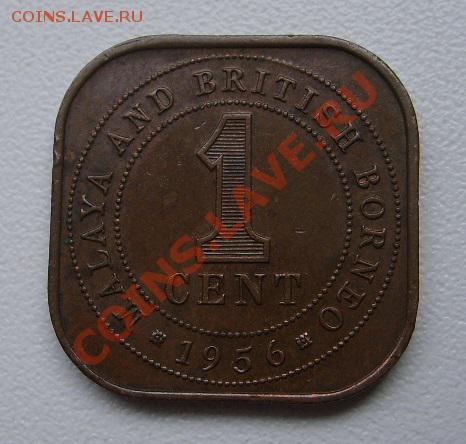 COINS.LAVE.RU
MALAYA AND BRITISH BORNEO
1
CENT
1956
COINS.LAVE.RU